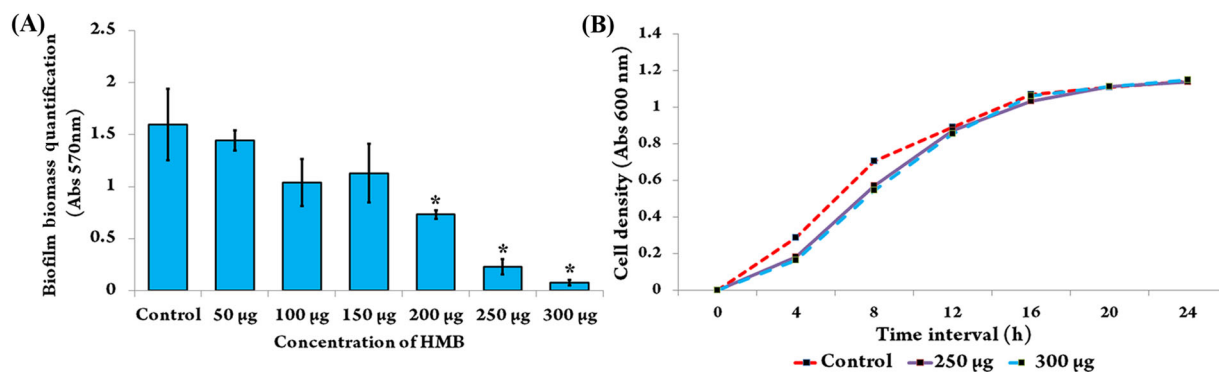 (A)
Biofilm biomass quantification
(Abs 570nm)
2.5
2
1.5
1
0.5
0
Control 50 µg 100 µg 150 µg 200 µg 250 µg 300 µg
* * *
Concentration of HMB
(B)
Cell density (Abs 600 nm)
1.4
1.2
1
0.8
0.6
0.4
0.2
0
0 4 8 12 16 20 24
Time interval (h)
Control 250 µg 300 µg